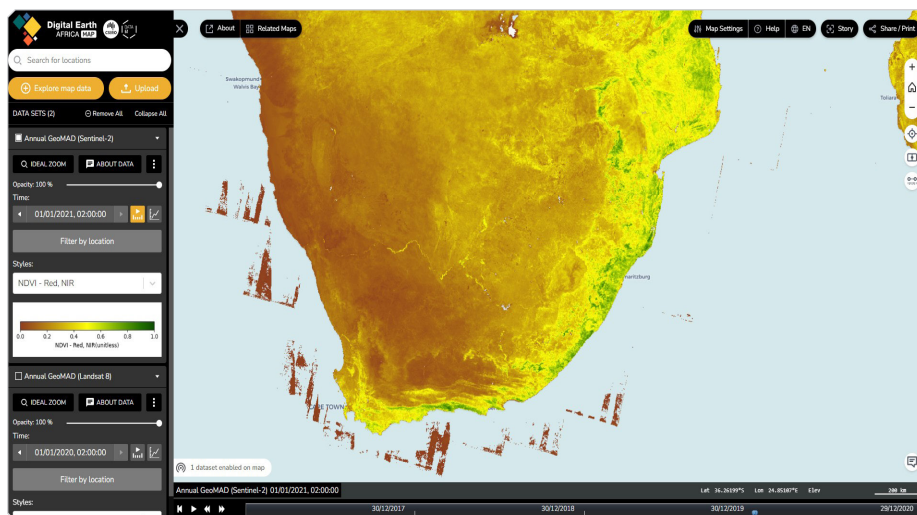 Digital Earth
AFRICA MAP
CSIRO
DATA
About
Related Maps
Map Settings
Help
EN
Story
Share / Print
Search for locations
Explore map data
Upload
DATA SETS (2)
Remove All
Collapse All
Annual GeoMAD (Sentinel-2)
IDEAL ZOOM
ABOUT DATA
Opacity: 100 %
Time:
01/01/2021, 02:00:00
Filter by location
Styles:
NDVI - Red, NIR
0.0 0.2 0.4 0.6 0.8 1.0
NDVI - Red, NIR(unitless)
Annual GeoMAD (Landsat 8)
IDEAL ZOOM
ABOUT DATA
Opacity: 100 %
Time:
01/01/2020, 02:00:00
Filter by location
Styles:
Swakopmund
Walvis Bay
Toliara
maritzburg
CAPE TOWN
1 dataset enabled on map
Annual GeoMAD (Sentinel-2) 01/01/2021, 02:00:00
Lat 36.26199°S Lon 24.85107°E Elev
200 km
30/12/2017
30/12/2018
30/12/2019
29/12/2020